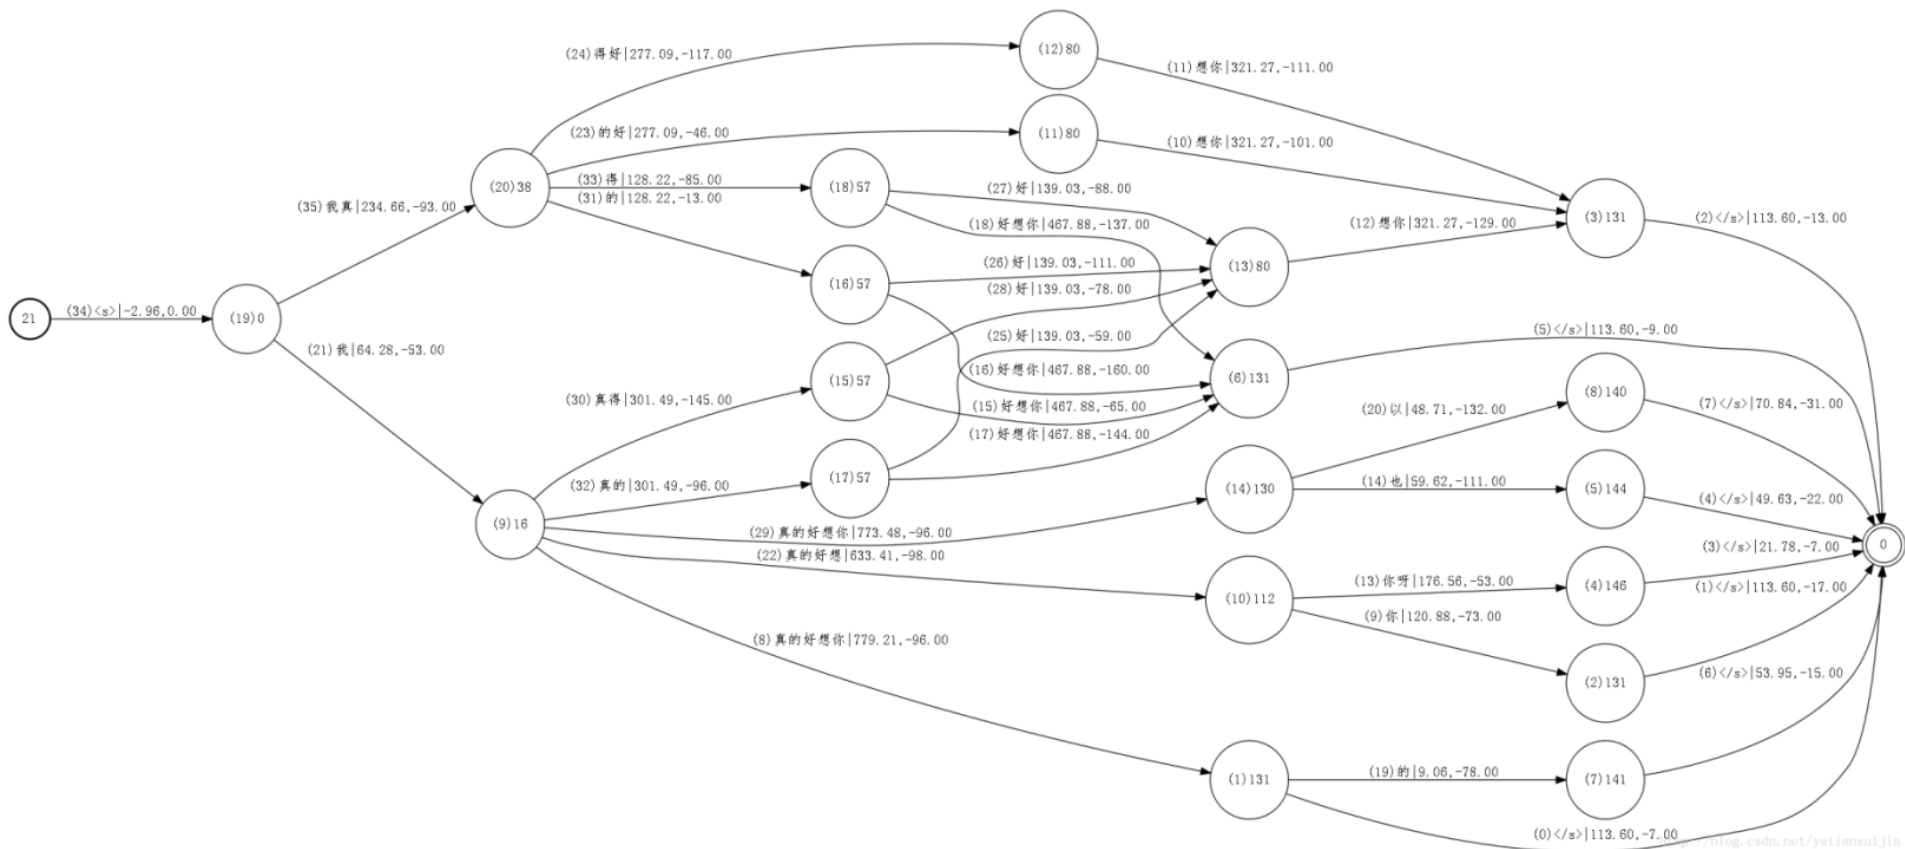 21
(34)<s>|-2.96,0.00
(19)0
(35)我真|234.66,-93.00
(21)我|64.28,-53.00
(20)38
(9)16
(24)得好|277.09,-117.00
(23)的好|277.09,-46.00
(33)得|128.22,-85.00
(31)的|128.22,-13.00
(30)真得|301.49,-145.00
(32)真的|301.49,-96.00
(29)真的好想你|773.48,-96.00
(22)真的好想|633.41,-98.00
(8)真的好想你|779.21,-96.00
(18)57
(16)57
(15)57
(17)57
(12)80
(11)80
(27)好|139.03,-88.00
(18)好想你|467.88,-137.00
(26)好|139.03,-111.00
(28)好|139.03,-78.00
(25)好|139.03,-59.00
(16)好想你|467.88,-160.00
(15)好想你|467.88,-65.00
(17)好想你|467.88,-144.00
(13)80
(6)131
(14)130
(10)112
(1)131
(11)想你|321.27,-111.00
(10)想你|321.27,-101.00
(12)想你|321.27,-129.00
(20)以|48.71,-132.00
(14)也|59.62,-111.00
(13)你呀|176.56,-53.00
(9)你|120.88,-73.00
(19)的|9.06,-78.00
(3)131
(8)140
(5)144
(4)146
(2)131
(7)141
(2)</s>|113.60,-13.00
(5)</s>|113.60,-9.00
(7)</s>|70.84,-31.00
(4)</s>|49.63,-22.00
(3)</s>|21.78,-7.00
(1)</s>|113.60,-17.00
(6)</s>|53.95,-15.00
(0)</s>|113.60,-7.00
0
http://blog.csdn.net/yutianzuijin